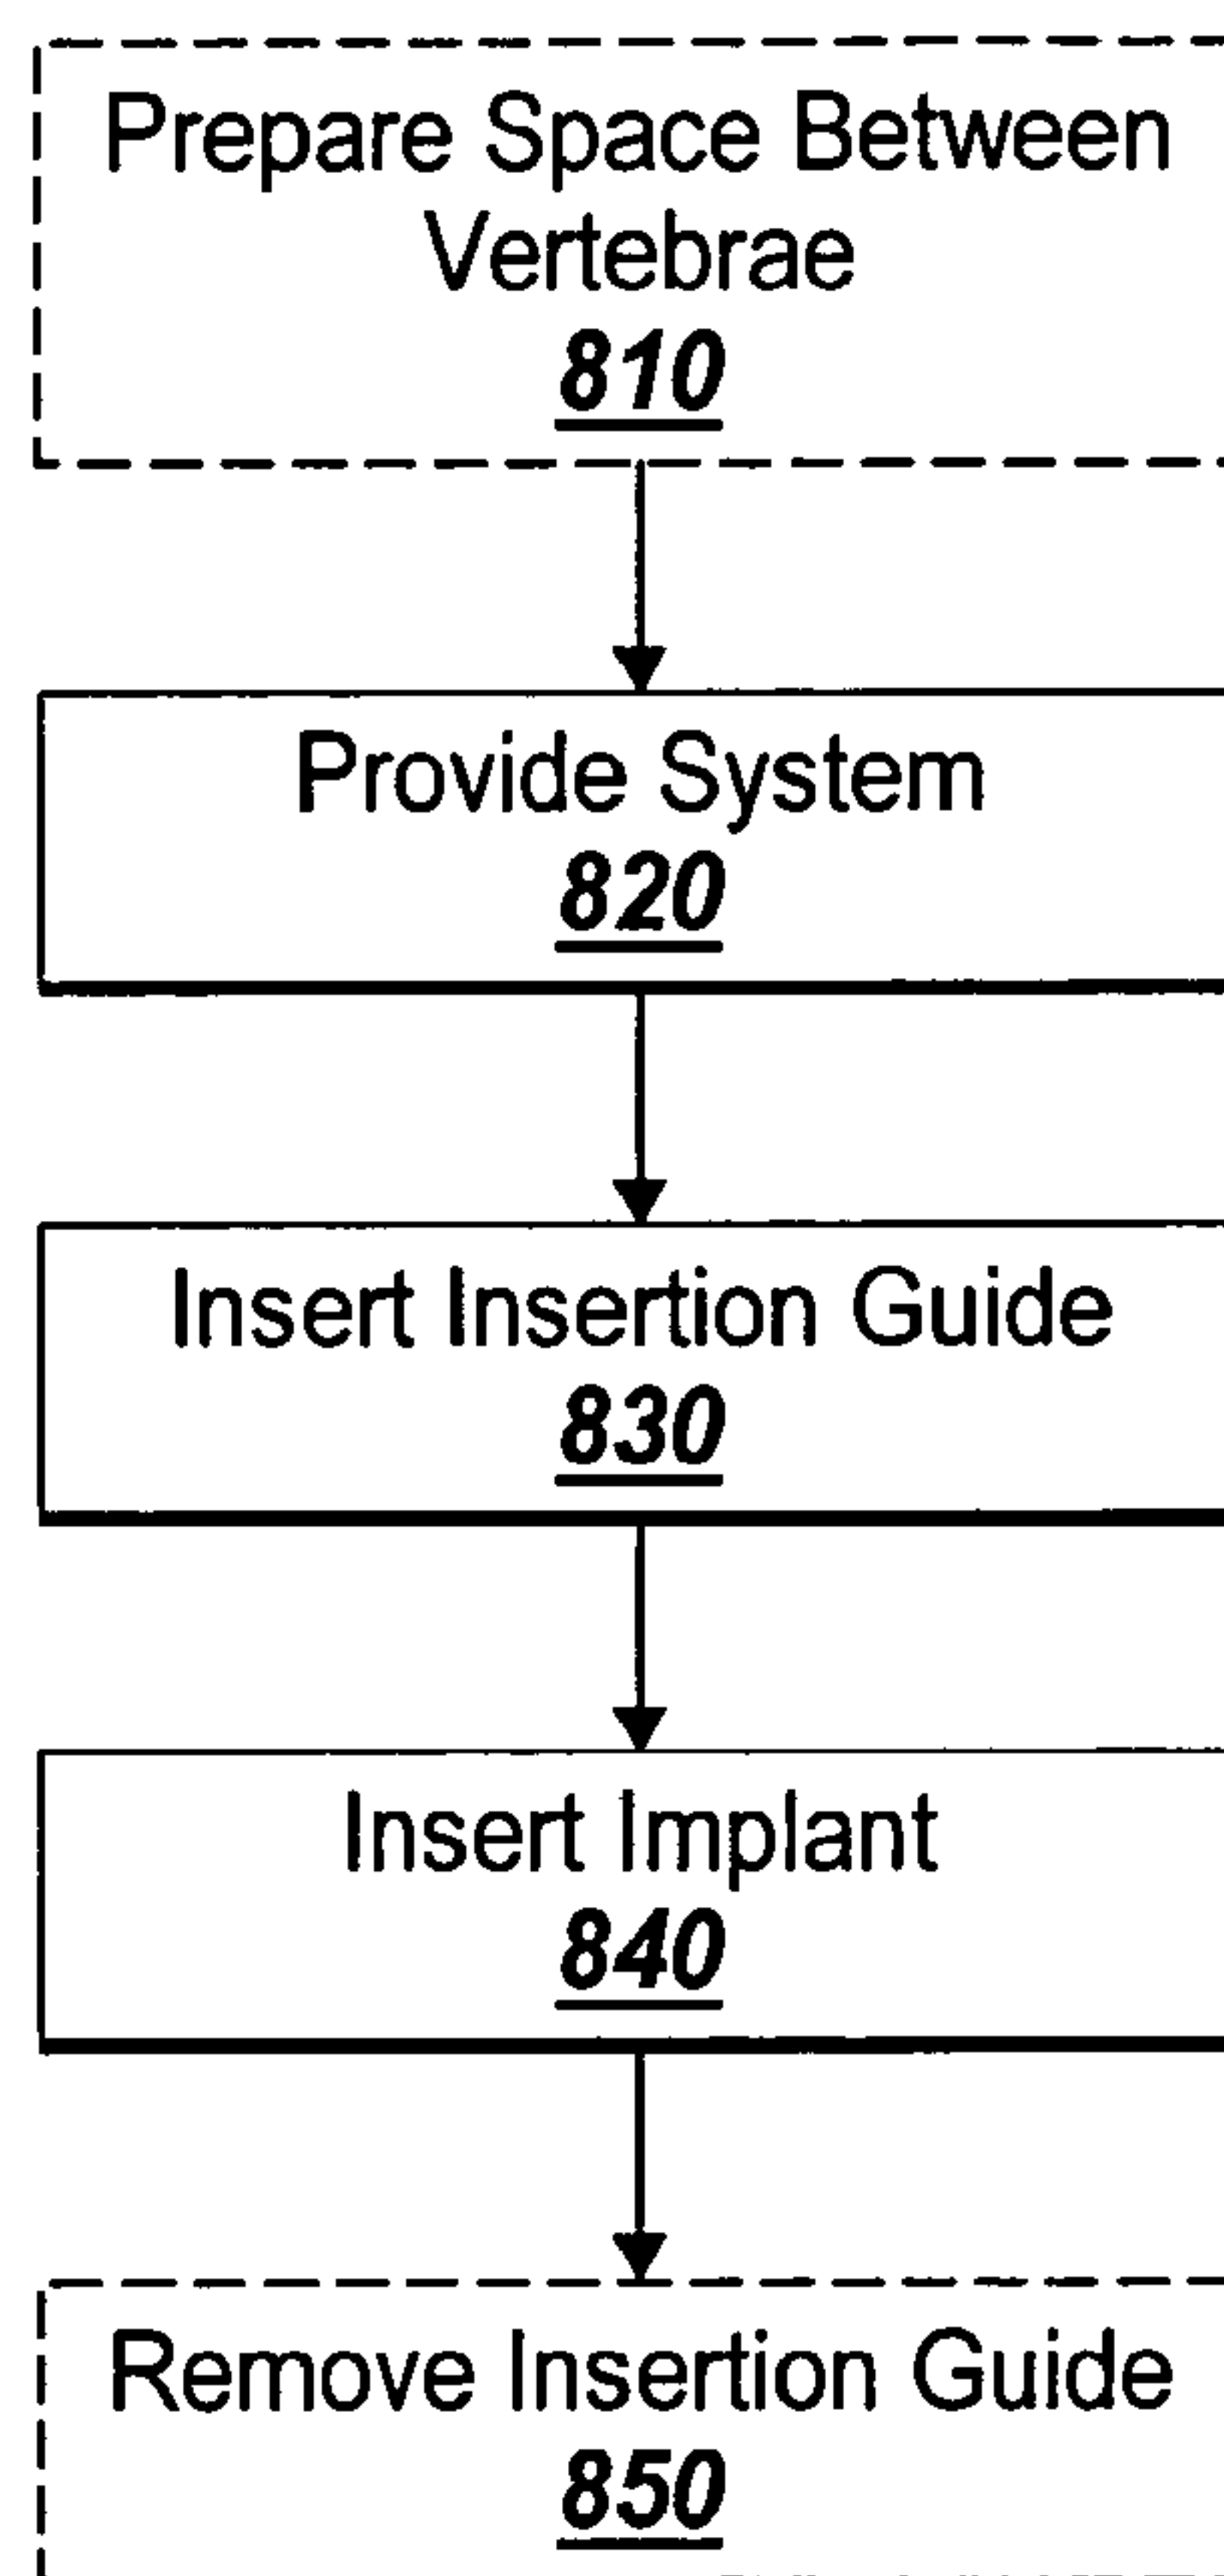 Prepare Space Between
Vertebrae
810
Provide System
820
Insert Insertion Guide
830
Insert Implant
840
Remove Insertion Guide
850